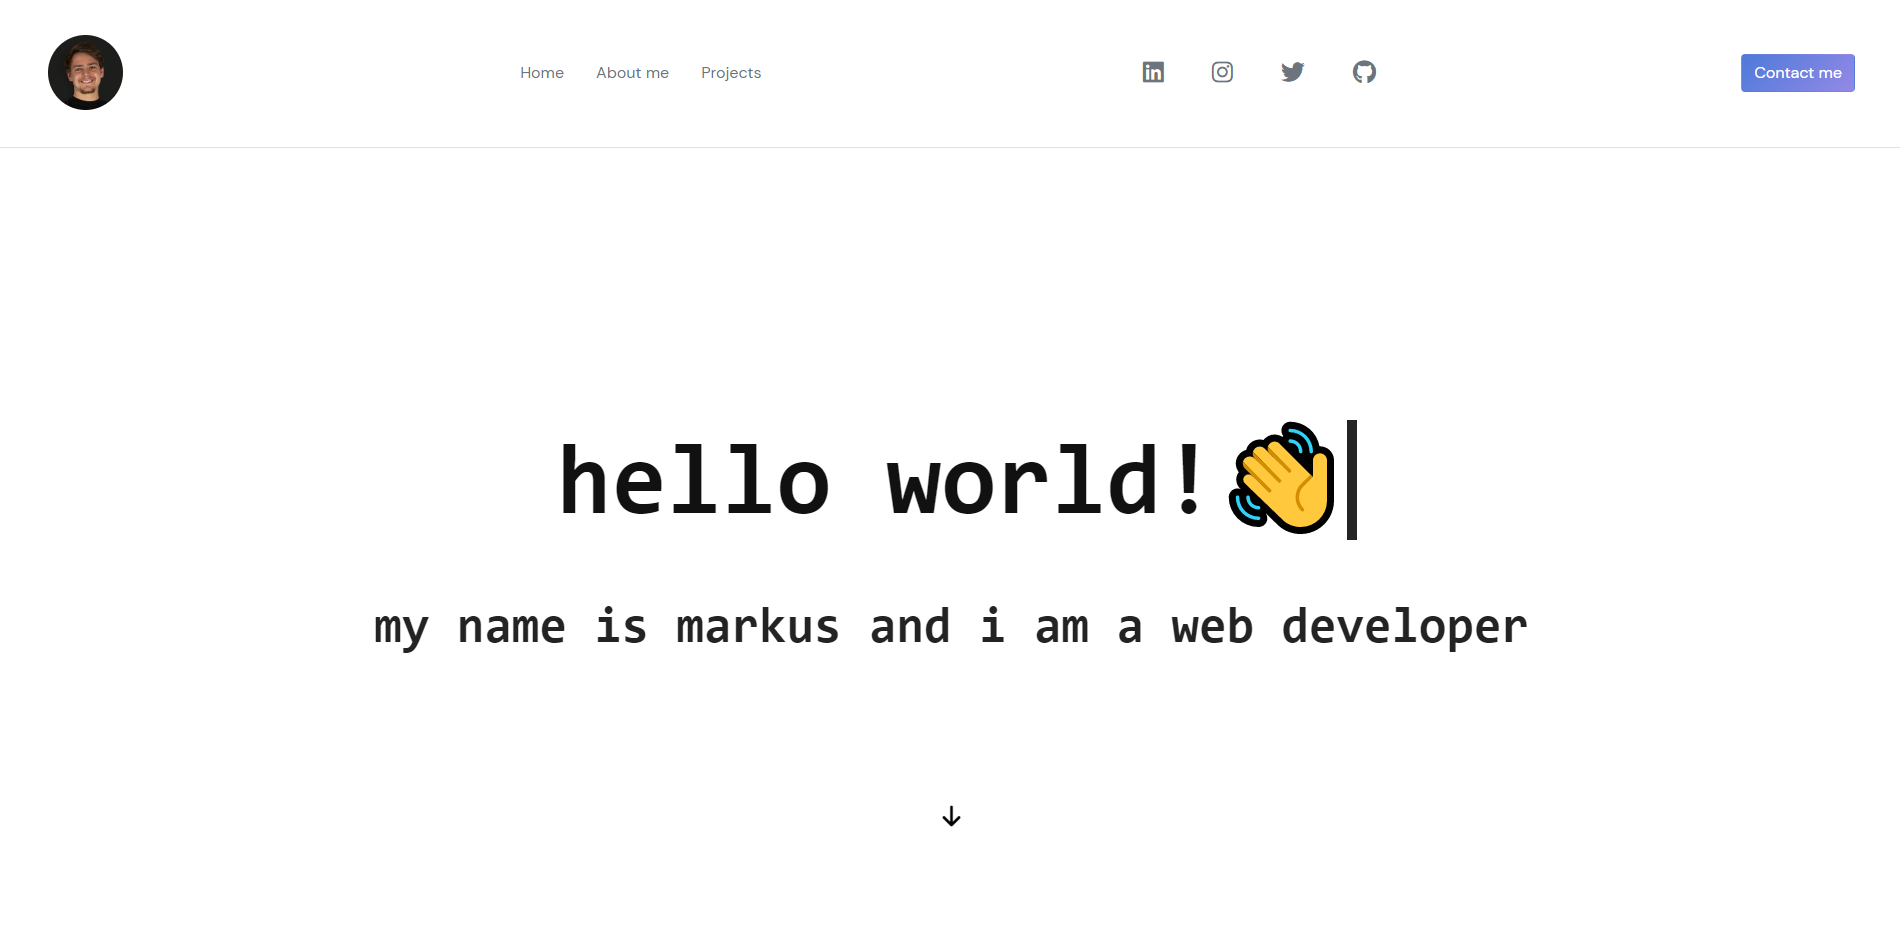 Home About me Projects Contact me
hello world!👋
my name is markus and i am a web developer